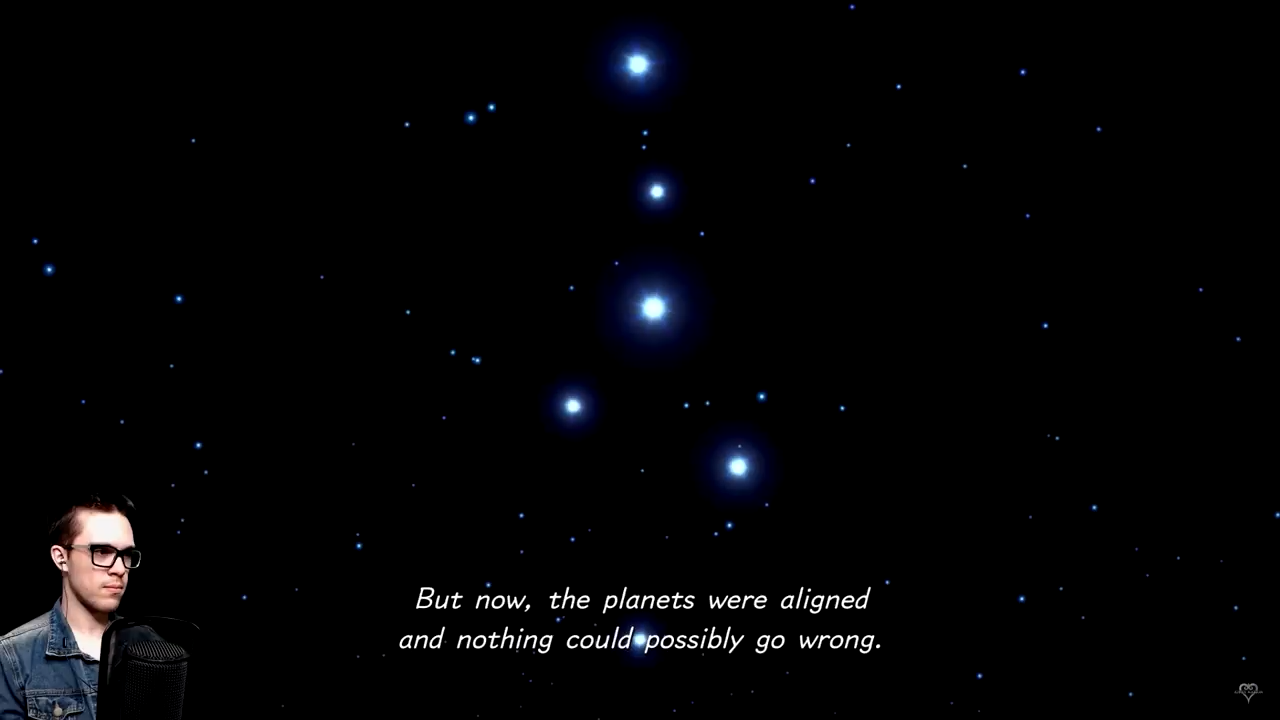 But now, the planets were aligned
and nothing could possibly go wrong.